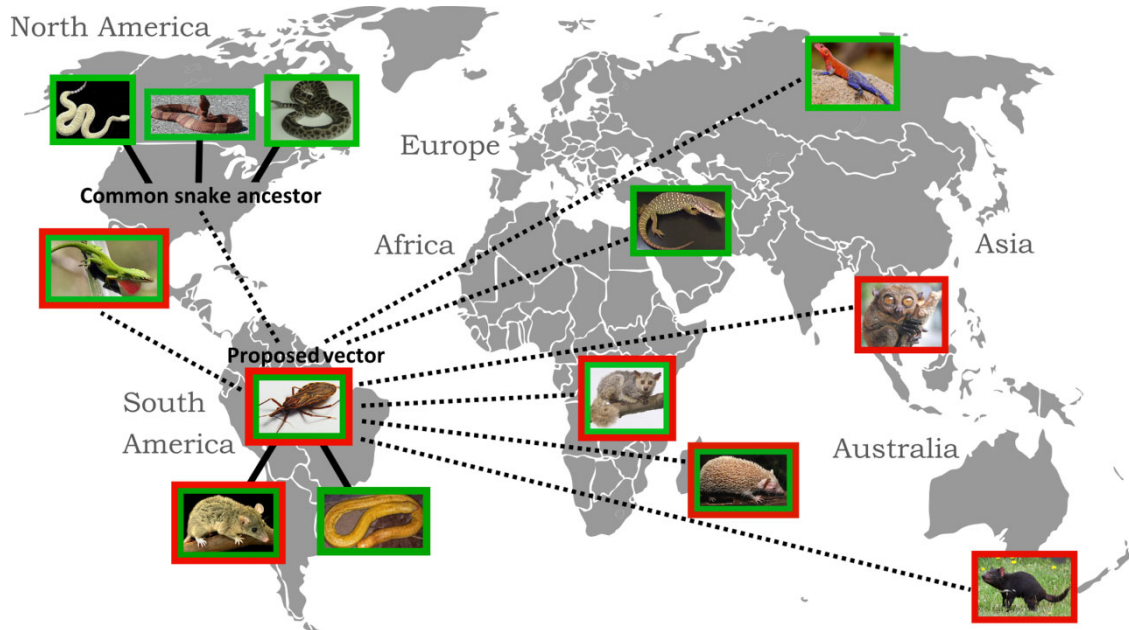 North America
Europe
Common snake ancestor
Africa
Asia
Proposed vector
South
America
Australia